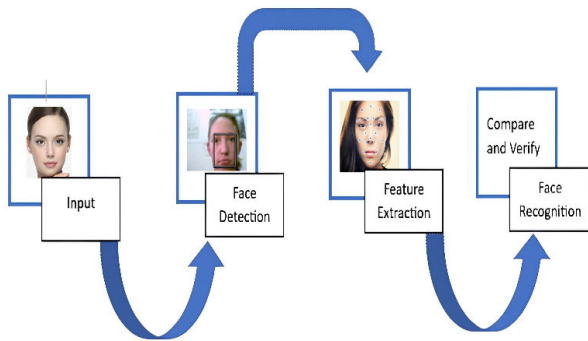 Input
Face
Detection
Feature
Extraction
Compare
and Verify
Face
Recognition